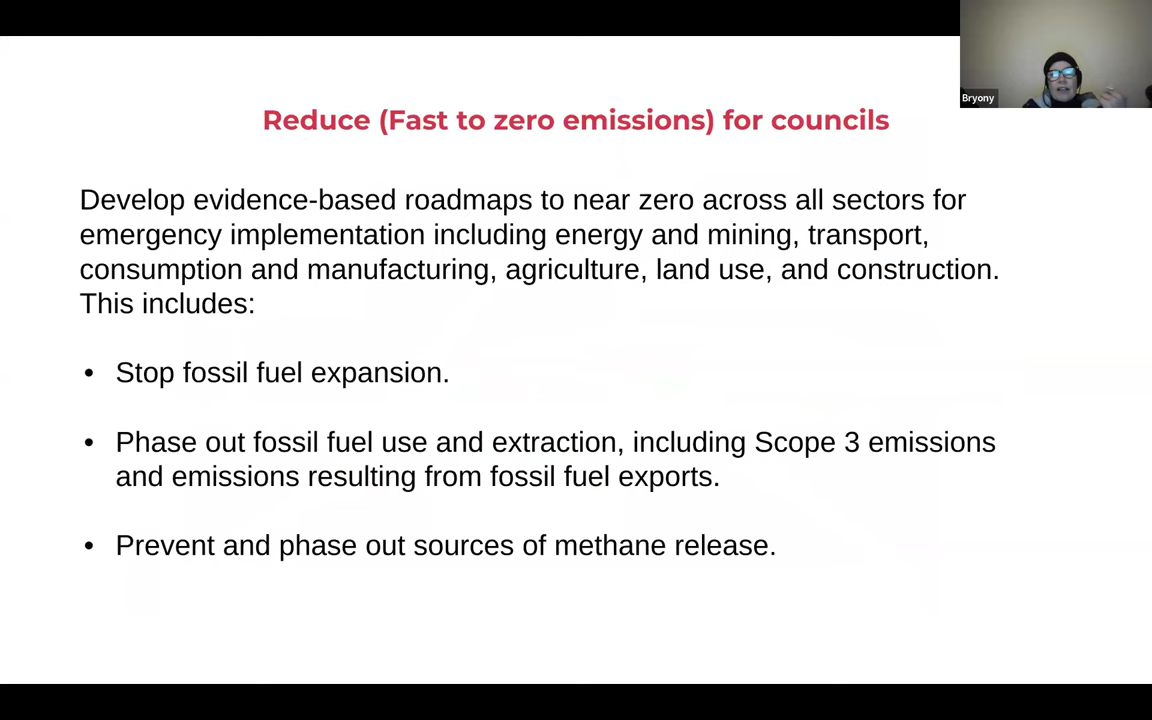 Bryony
Reduce (Fast to zero emissions) for councils
Develop evidence-based roadmaps to near zero across all sectors for
emergency implementation including energy and mining, transport,
consumption and manufacturing, agriculture, land use, and construction.
This includes:
• Stop fossil fuel expansion.
• Phase out fossil fuel use and extraction, including Scope 3 emissions
and emissions resulting from fossil fuel exports.
• Prevent and phase out sources of methane release.